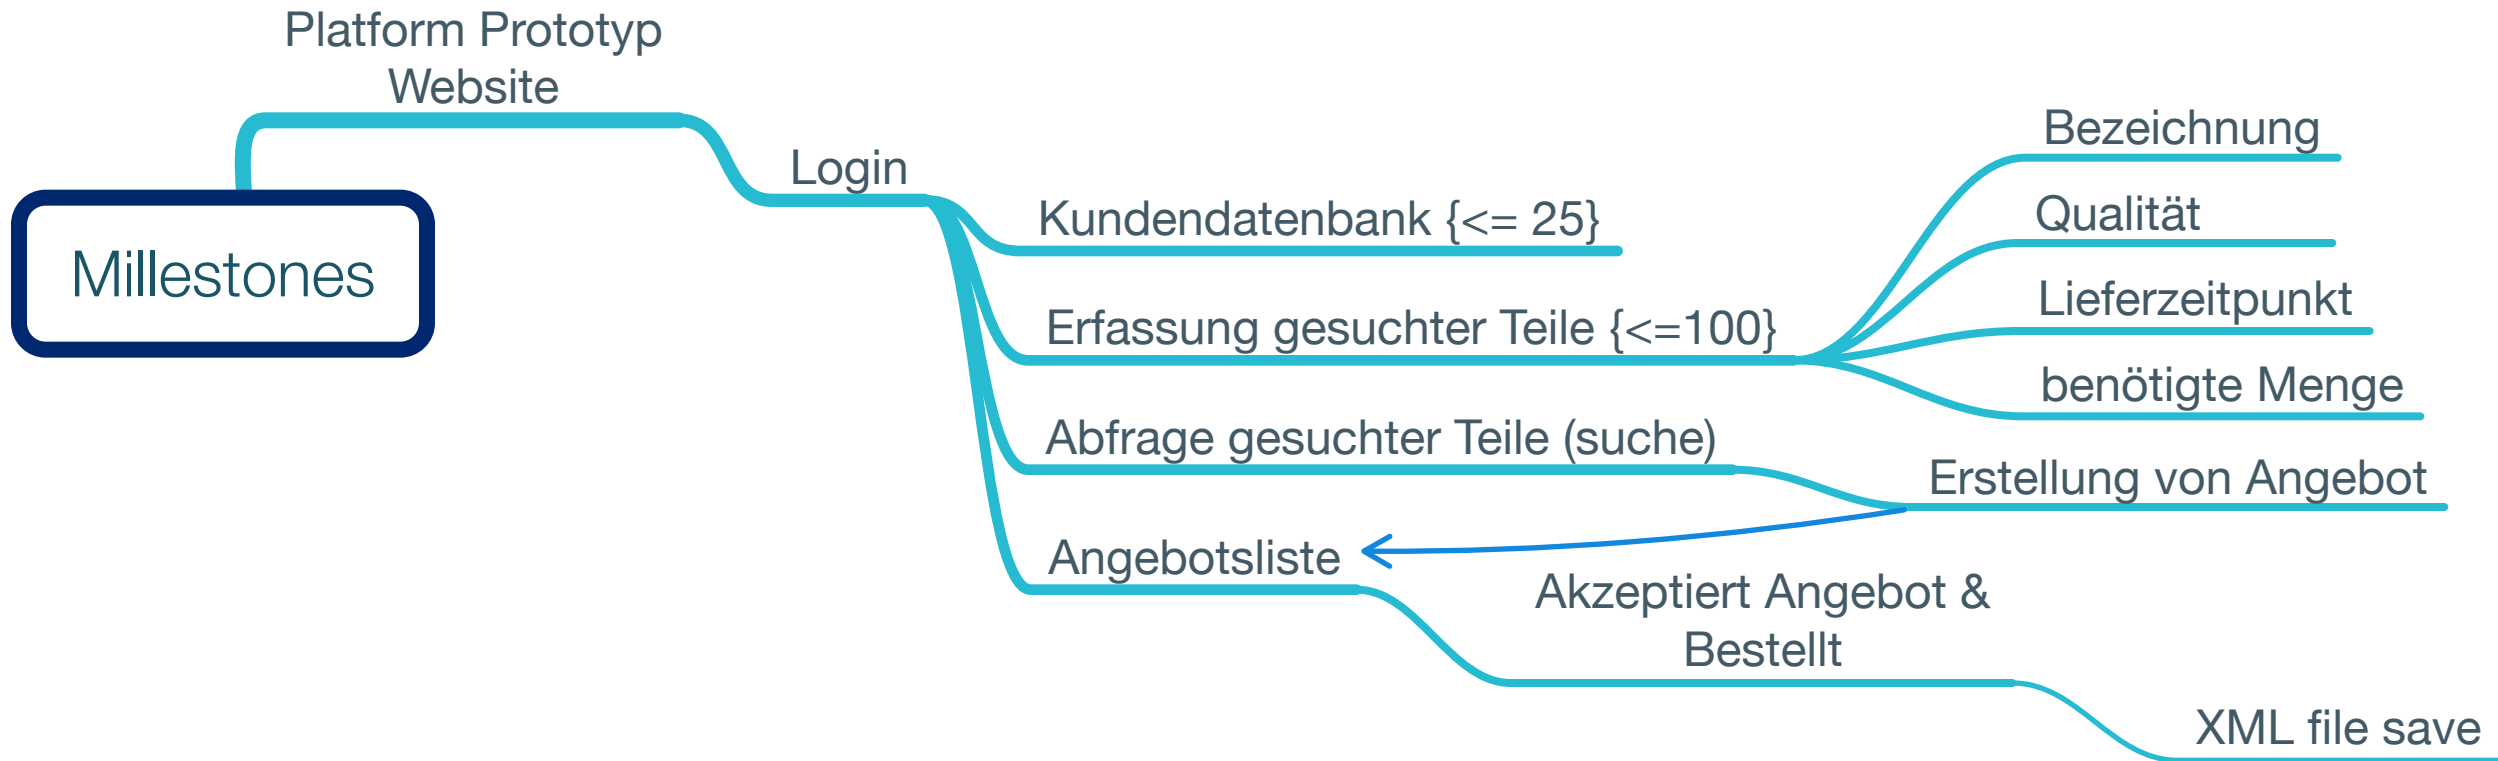 Platform Prototyp
Website
Millestones
Login
Kundendatenbank {<= 25}
Erfassung gesuchter Teile {<=100}
Bezeichnung
Qualität
Lieferzeitpunkt
benötigte Menge
Abfrage gesuchter Teile (suche)
Erstellung von Angebot
Angebotsliste
Akzeptiert Angebot &
Bestellt
XML file save